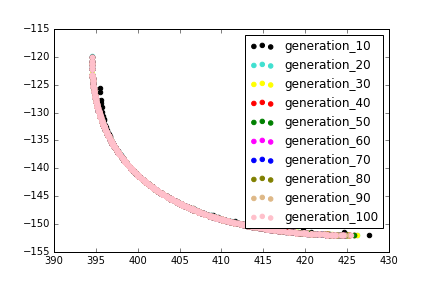 −115
−120
−125
−130
−135
−140
−145
−150
−155
390
395
400
405
410
415
420
425
430
generation_10
generation_20
generation_30
generation_40
generation_50
generation_60
generation_70
generation_80
generation_90
generation_100